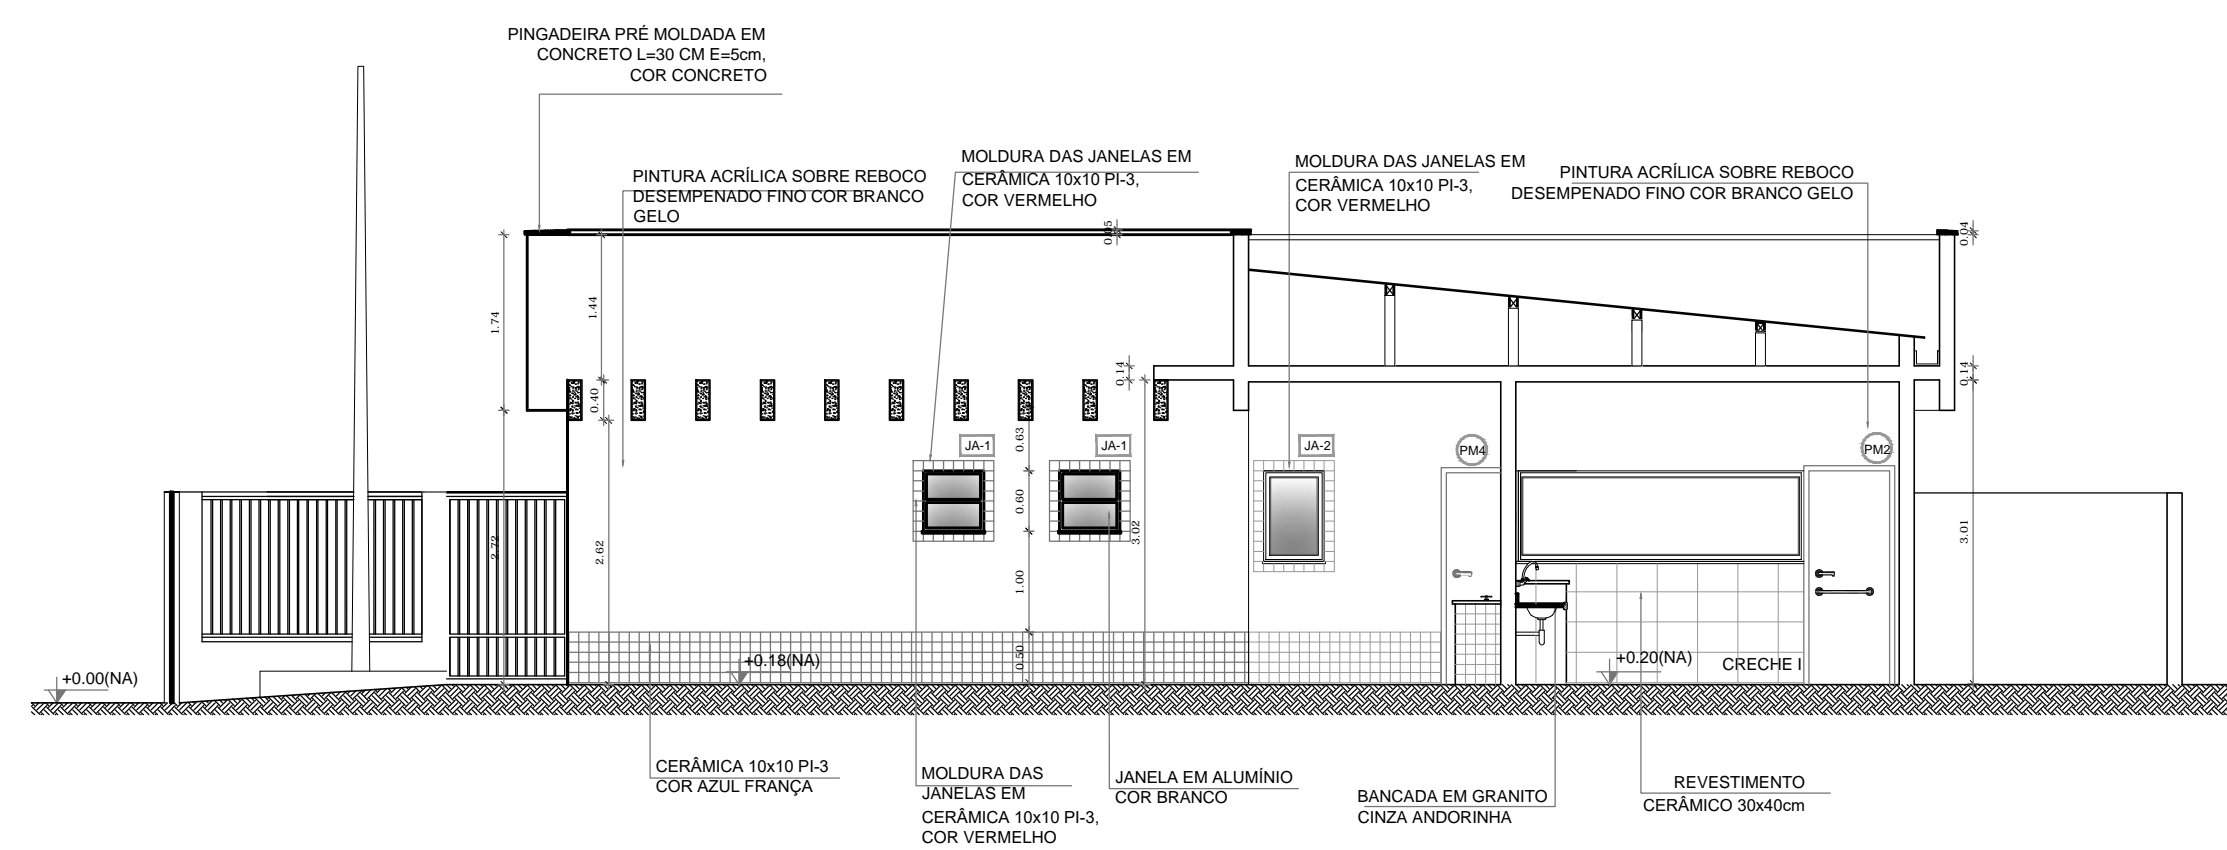 PINGADEIRA PRÉ MOLDADA EM
CONCRETO L=30 CM E=5cm,
COR CONCRETO
PINTURA ACRÍLICA SOBRE REBOCO
DESEMPENADO FINO COR BRANCO
GELO
MOLDURA DAS JANELAS EM
CERÂMICA 10x10 PI-3,
COR VERMELHO
MOLDURA DAS JANELAS EM
CERÂMICA 10x10 PI-3,
COR VERMELHO
PINTURA ACRÍLICA SOBRE REBOCO
DESEMPENADO FINO COR BRANCO GELO
0.05
0.04
1.74
1.44
0.40
0.14
0.14
JA-1
0.63
JA-1
JA-2
PM4
PM2
2.72
2.62
0.60
3.02
3.01
1.00
0.50
+0.00(NA)
+0.18(NA)
+0.20(NA)
CRECHE I
CERÂMICA 10x10 PI-3
COR AZUL FRANÇA
MOLDURA DAS
JANELAS EM
CERÂMICA 10x10 PI-3,
COR VERMELHO
JANELA EM ALUMÍNIO
COR BRANCO
BANCADA EM GRANITO
CINZA ANDORINHA
REVESTIMENTO
CERÂMICO 30x40cm